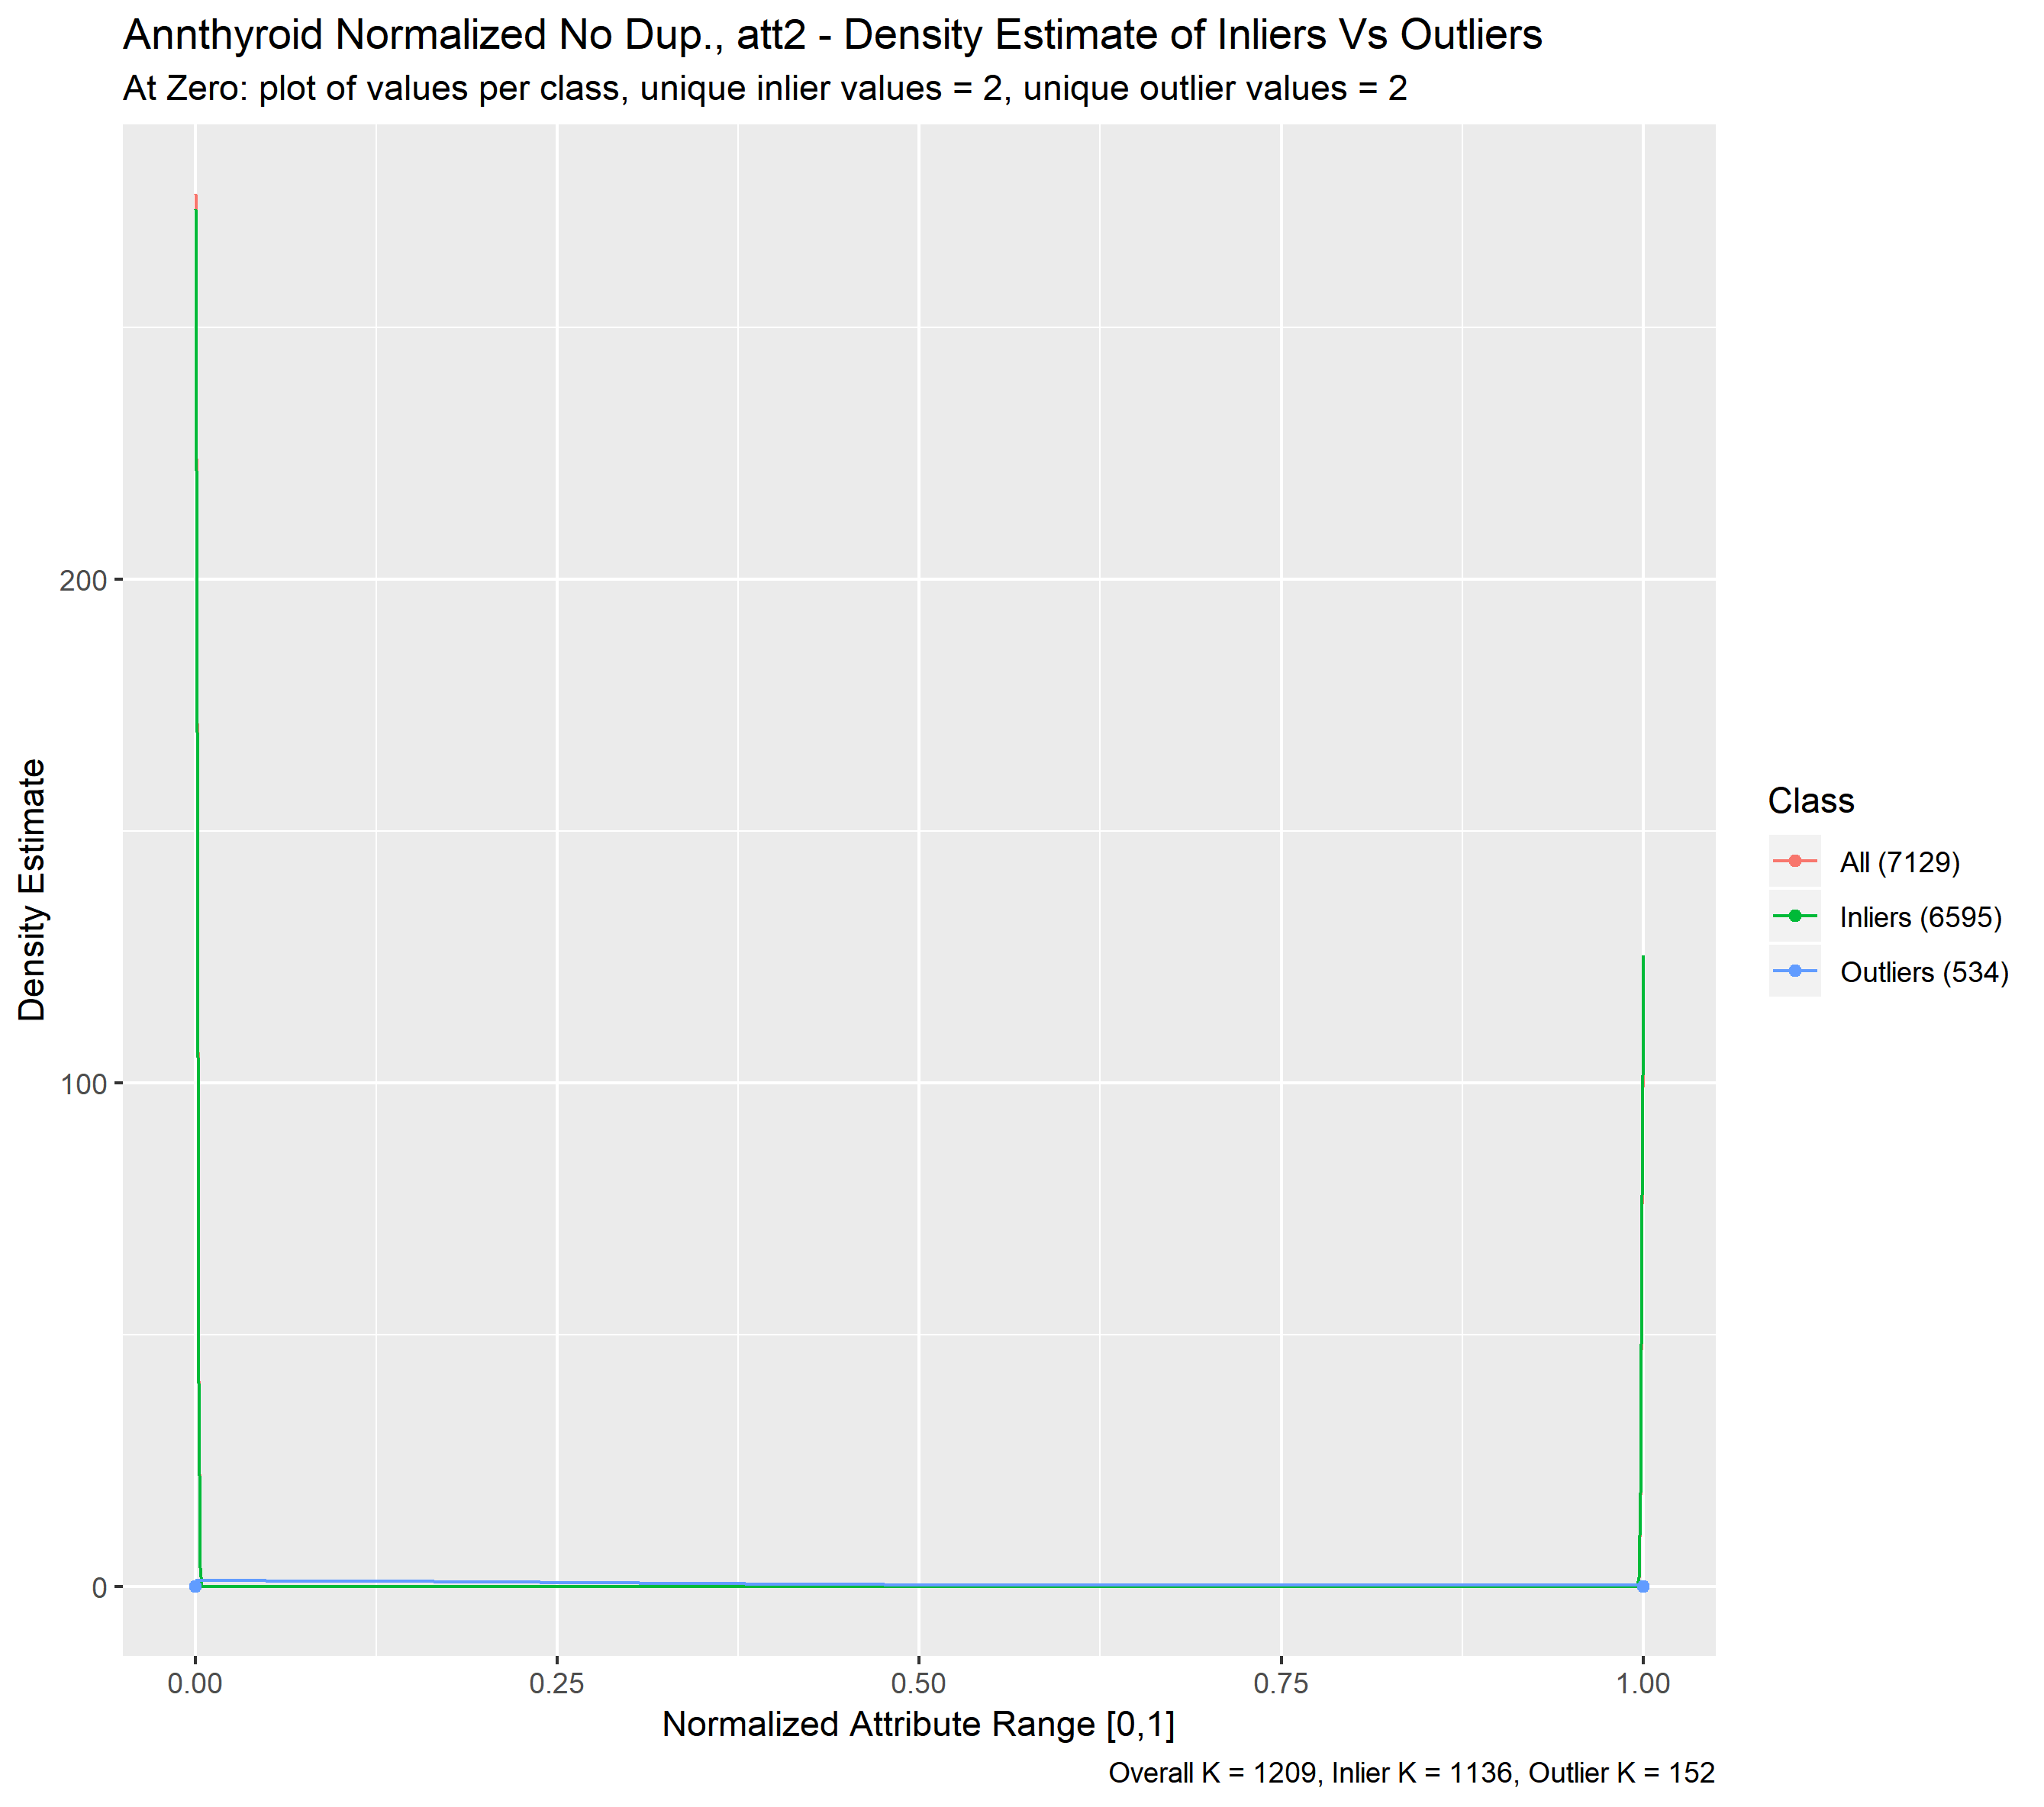 Annthyroid Normalized No Dup., att2 - Density Estimate of Inliers Vs Outliers
At Zero: plot of values per class, unique inlier values = 2, unique outlier values = 2
Density Estimate
200
100
0
0.00
0.25
0.50
0.75
1.00
Normalized Attribute Range [0,1]
Overall K = 1209, Inlier K = 1136, Outlier K = 152
Class
All (7129)
Inliers (6595)
Outliers (534)